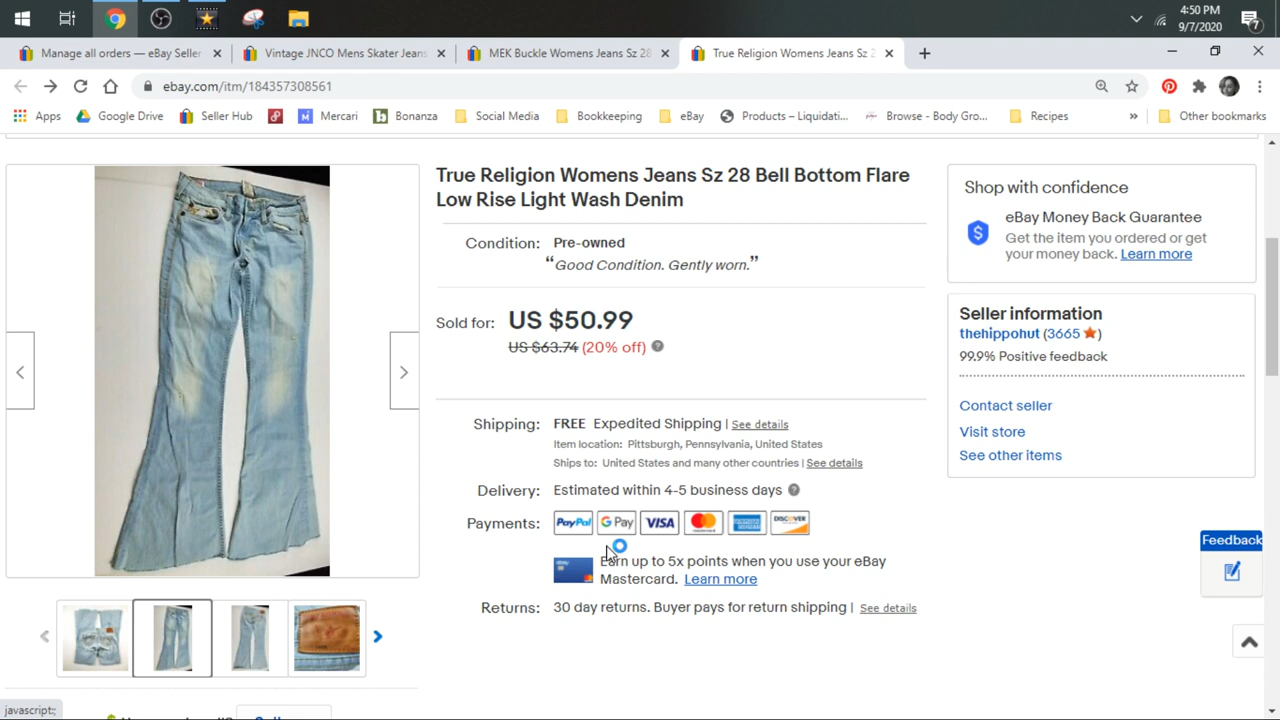 4:50 PM
9/7/2020
7
Manage all orders — eBay Seller
Vintage JNCO Mens Skater Jeans
MEK Buckle Womens Jeans Sz 28
True Religion Womens Jeans Sz 2
ebay.com/itm/184357308561
Apps
Google Drive
Seller Hub
Mercari
Bonanza
Social Media
Bookkeeping
eBay
Products – Liquidati...
Browse - Body Gro...
Recipes
»
Other bookmarks
True Religion Womens Jeans Sz 28 Bell Bottom Flare
Low Rise Light Wash Denim
Condition: Pre-owned
“Good Condition. Gently worn.”
Sold for: US $50.99
US $63.74 (20% off)
Shipping: FREE Expedited Shipping | See details
Item location: Pittsburgh, Pennsylvania, United States
Ships to: United States and many other countries | See details
Delivery: Estimated within 4-5 business days
Payments: PayPal G Pay VISA DISCOVER
Earn up to 5x points when you use your eBay
Mastercard. Learn more
Returns: 30 day returns. Buyer pays for return shipping | See details
Shop with confidence
eBay Money Back Guarantee
Get the item you ordered or get
your money back. Learn more
Seller information
thehippohut (3665)
99.9% Positive feedback
Contact seller
Visit store
See other items
Feedback
javascript:;